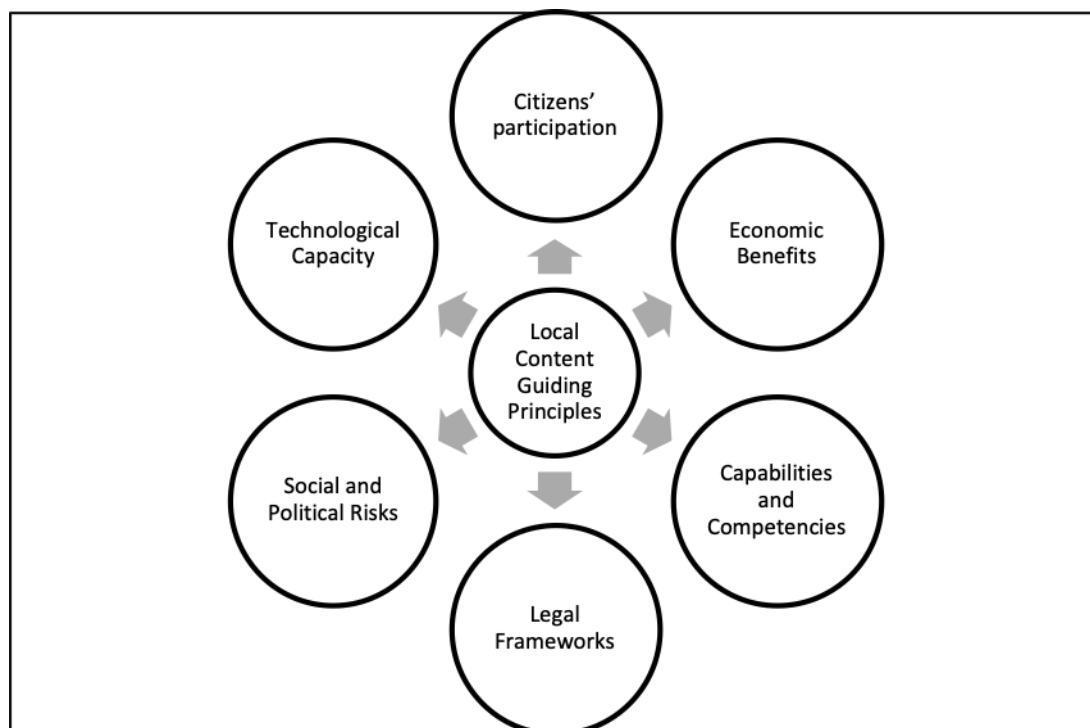 Citizens’
participation
Technological
Capacity
Economic
Benefits
Local
Content
Guiding
Principles
Social and
Political Risks
Capabilities
and
Competencies
Legal
Frameworks